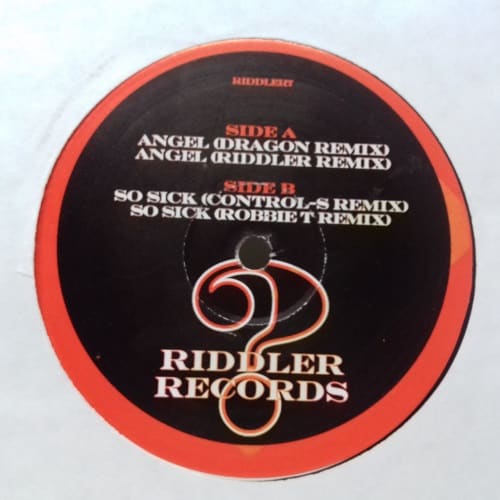 RIDDLER7
SIDE A
ANGEL (DRAGON REMIX)
ANGEL (RIDDLER REMIX)
SIDE B
SO SICK (CONTROL-S REMIX)
SO SICK (ROBBIE T REMIX)
RIDDLER
RECORDS